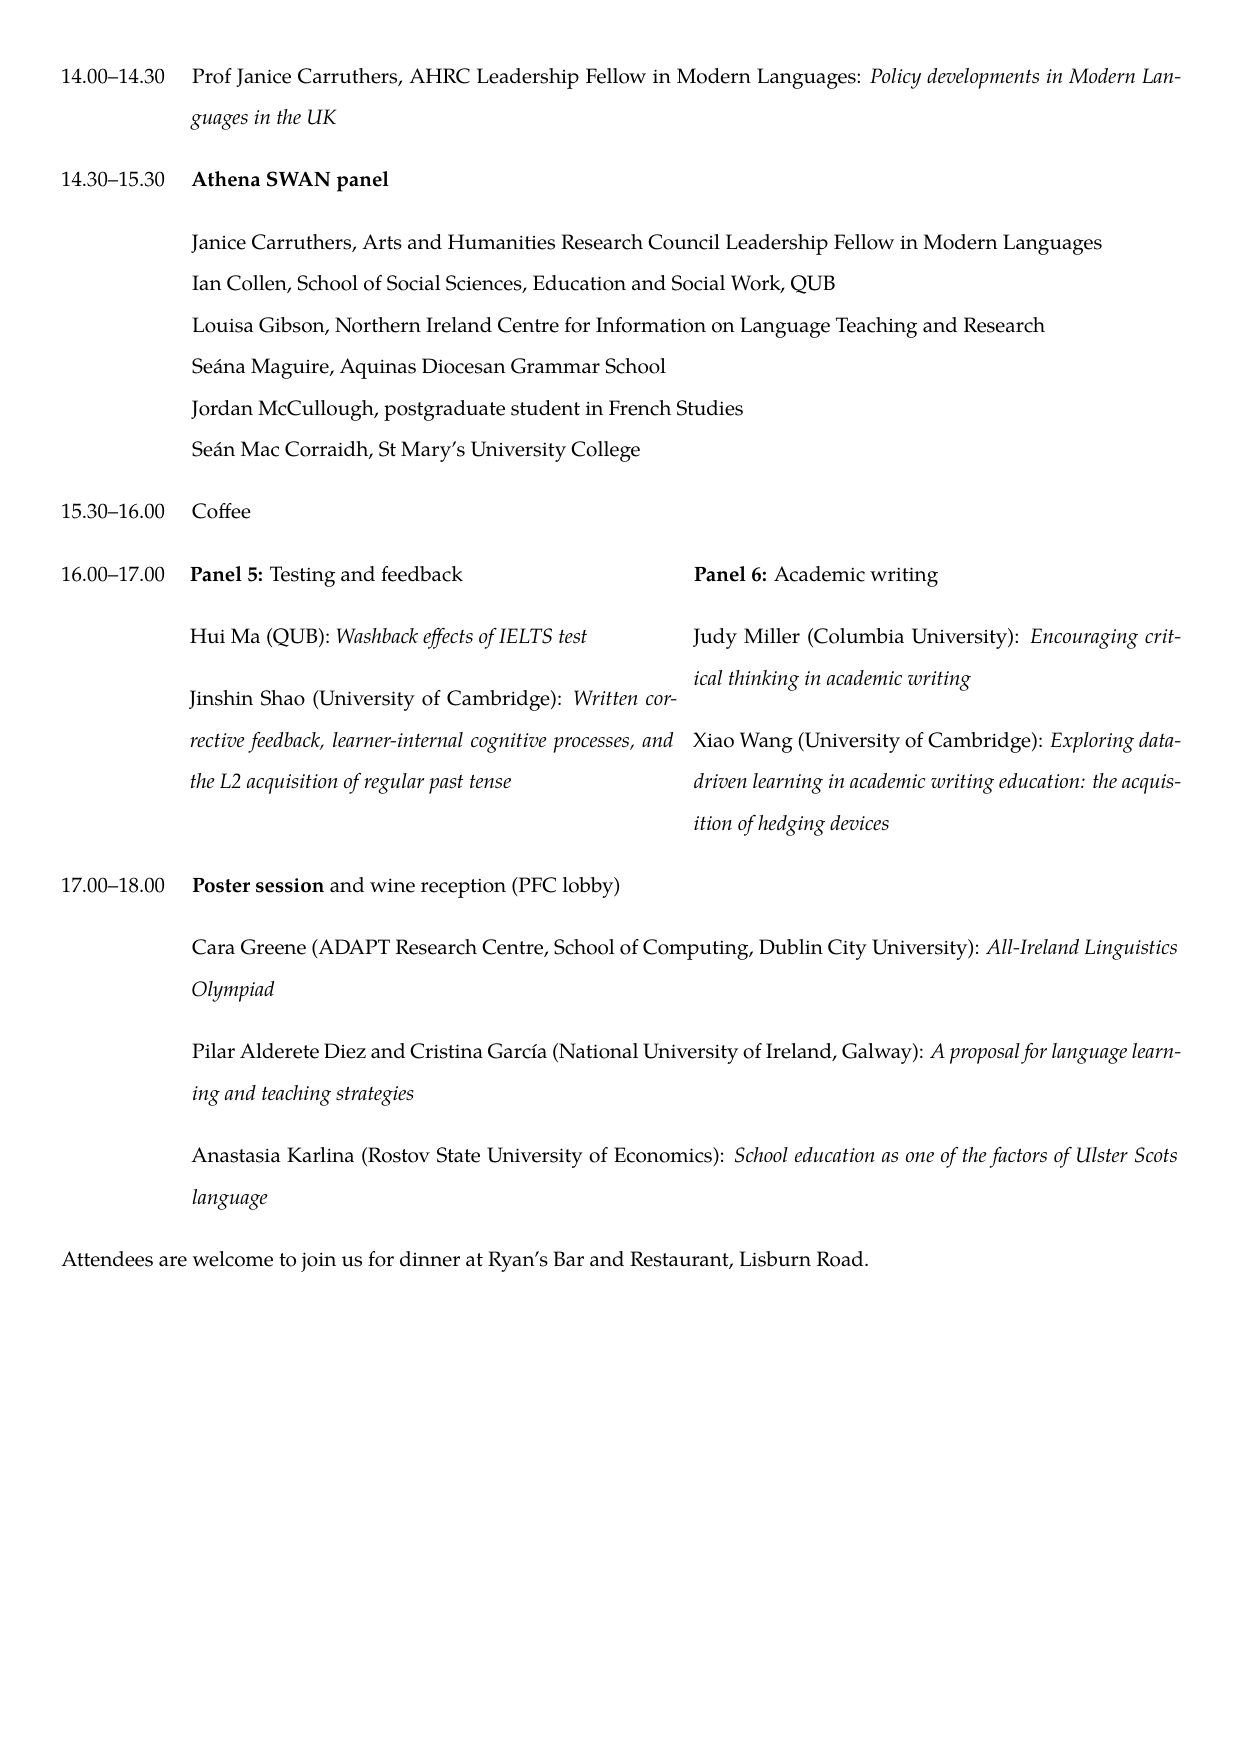 14.00–14.30 Prof Janice Carruthers, AHRC Leadership Fellow in Modern Languages: Policy developments in Modern Lan-
guages in the UK
14.30–15.30 Athena SWAN panel
Janice Carruthers, Arts and Humanities Research Council Leadership Fellow in Modern Languages
Ian Collen, School of Social Sciences, Education and Social Work, QUB
Louisa Gibson, Northern Ireland Centre for Information on Language Teaching and Research
Seána Maguire, Aquinas Diocesan Grammar School
Jordan McCullough, postgraduate student in French Studies
Seán Mac Corraidh, St Mary's University College
15.30–16.00 Coffee
16.00–17.00 Panel 5: Testing and feedback
Hui Ma (QUB): Washback effects of IELTS test
Jinshin Shao (University of Cambridge): Written cor-
rective feedback, learner-internal cognitive processes, and
the L2 acquisition of regular past tense
Panel 6: Academic writing
Judy Miller (Columbia University): Encouraging crit-
ical thinking in academic writing
Xiao Wang (University of Cambridge): Exploring data-
driven learning in academic writing education: the acquis-
ition of hedging devices
17.00–18.00 Poster session and wine reception (PFC lobby)
Cara Greene (ADAPT Research Centre, School of Computing, Dublin City University): All-Ireland Linguistics
Olympiad
Pilar Alderete Diez and Cristina García (National University of Ireland, Galway): A proposal for language learn-
ing and teaching strategies
Anastasia Karlina (Rostov State University of Economics): School education as one of the factors of Ulster Scots
language
Attendees are welcome to join us for dinner at Ryan's Bar and Restaurant, Lisburn Road.